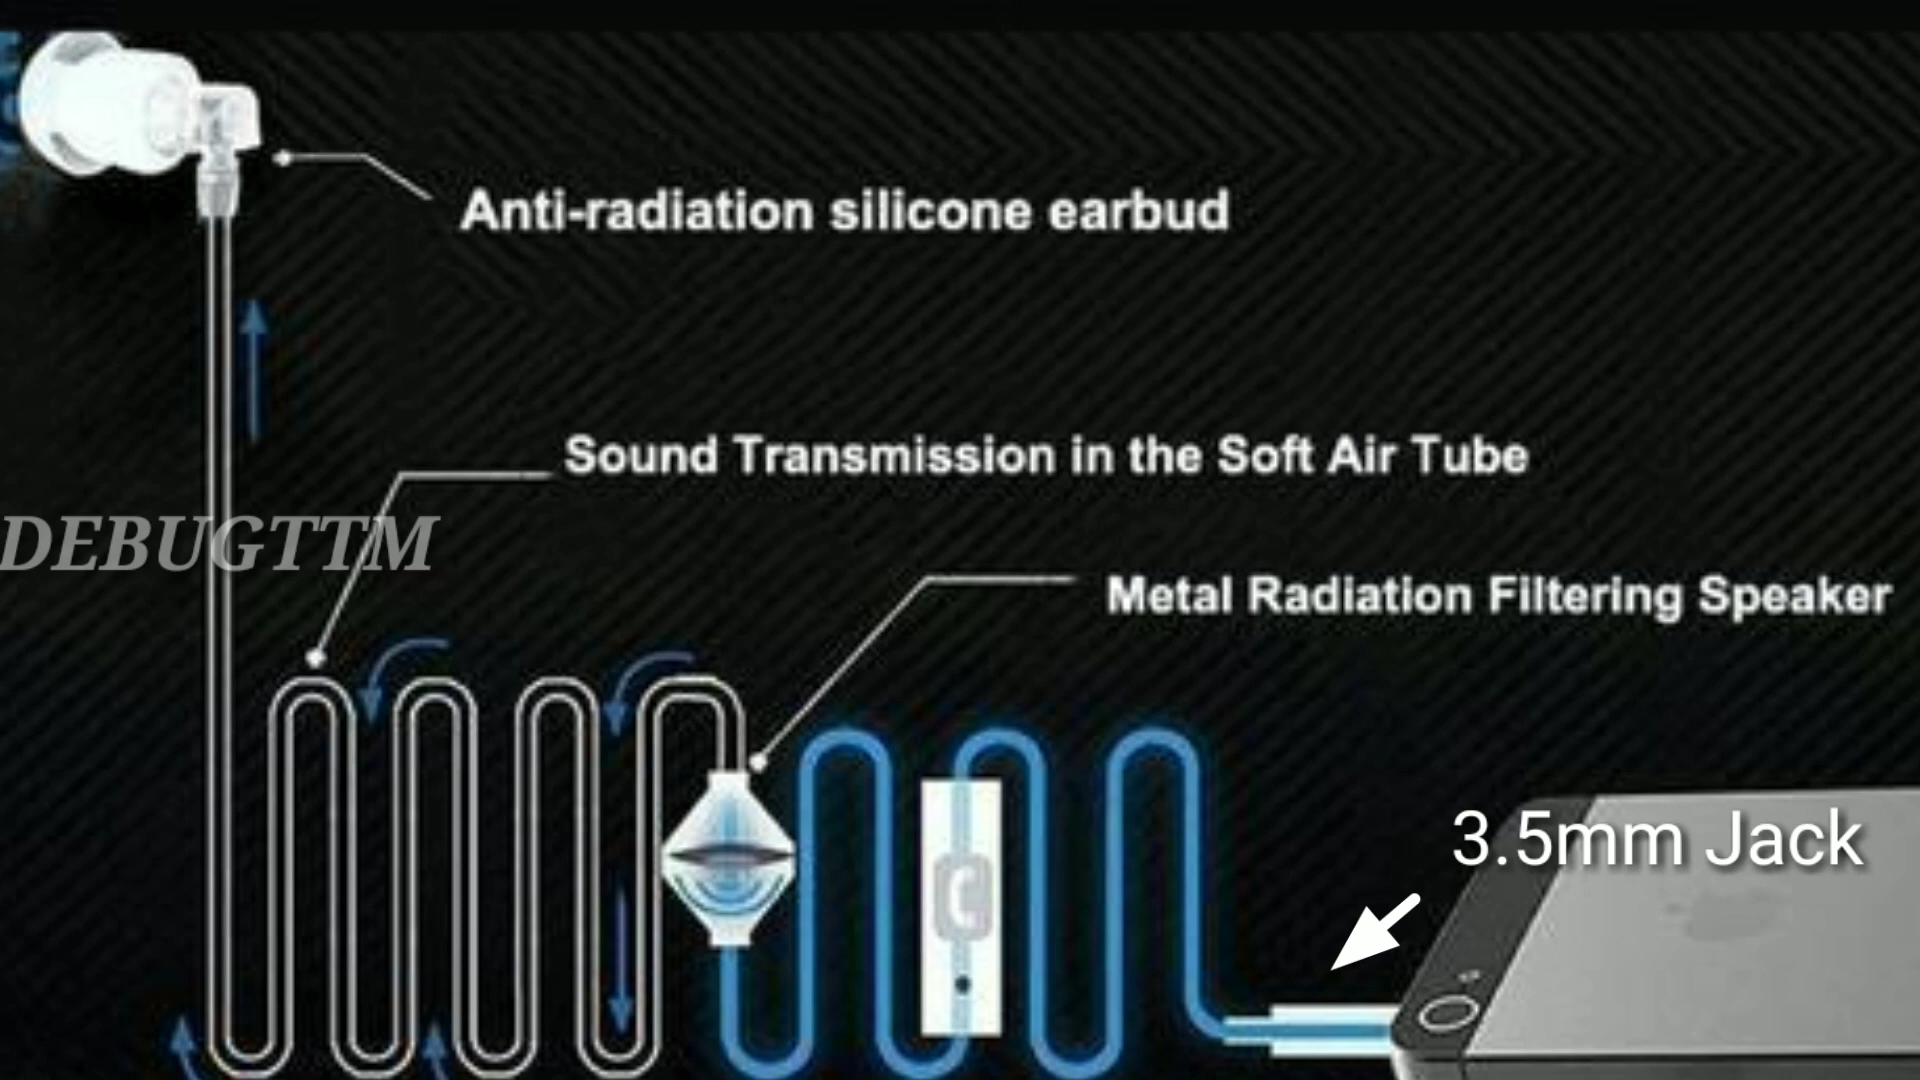 Anti-radiation silicone earbud
Sound Transmission in the Soft Air Tube
DEBUGTTM
Metal Radiation Filtering Speaker
3.5mm Jack